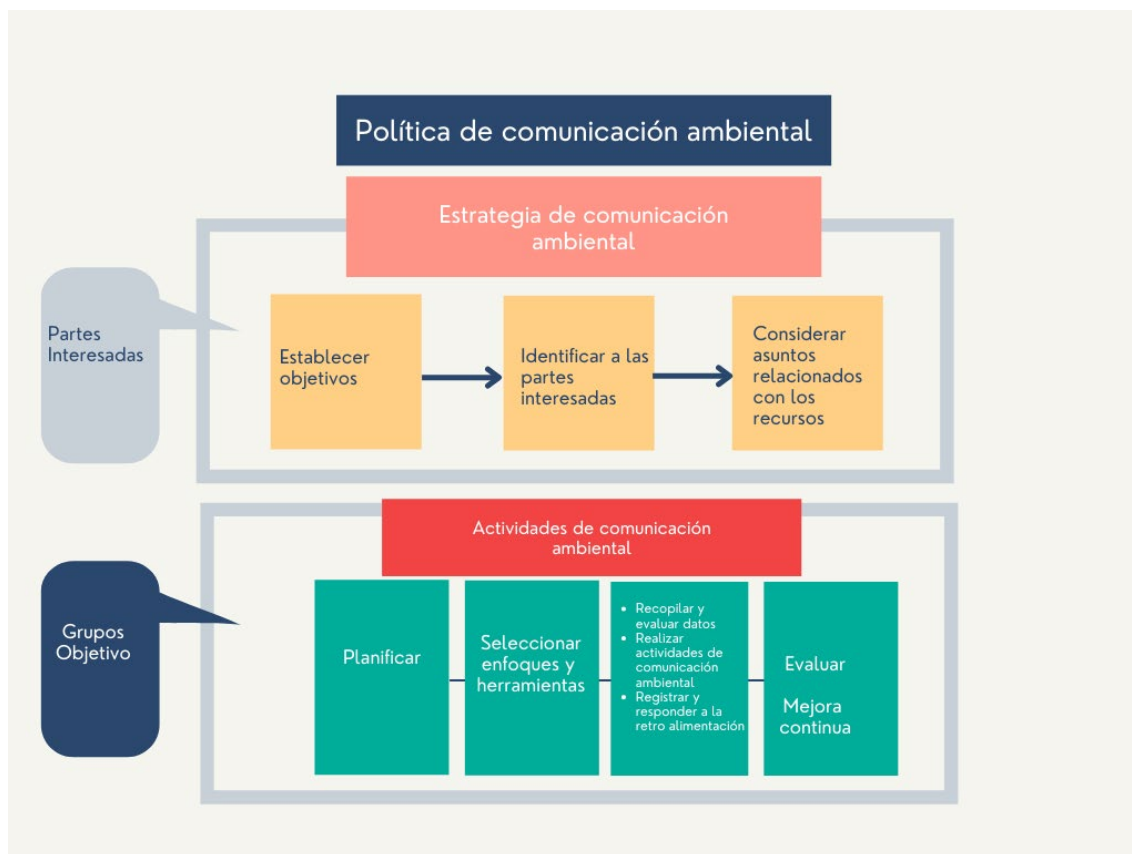 Política de comunicación ambiental
Estrategia de comunicación
ambiental
Partes
Interesadas
Establecer
objetivos
Identificar a las
partes
interesadas
Considerar
asuntos
relacionados
con los
recursos
Actividades de comunicación
ambiental
Grupos
Objetivo
Planificar
Seleccionar
enfoques y
herramientas
• Recopilar y
evaluar datos
• Realizar
actividades de
comunicación
ambiental
• Registrar y
responder a la
retro alimentación
Evaluar
Mejora
continua